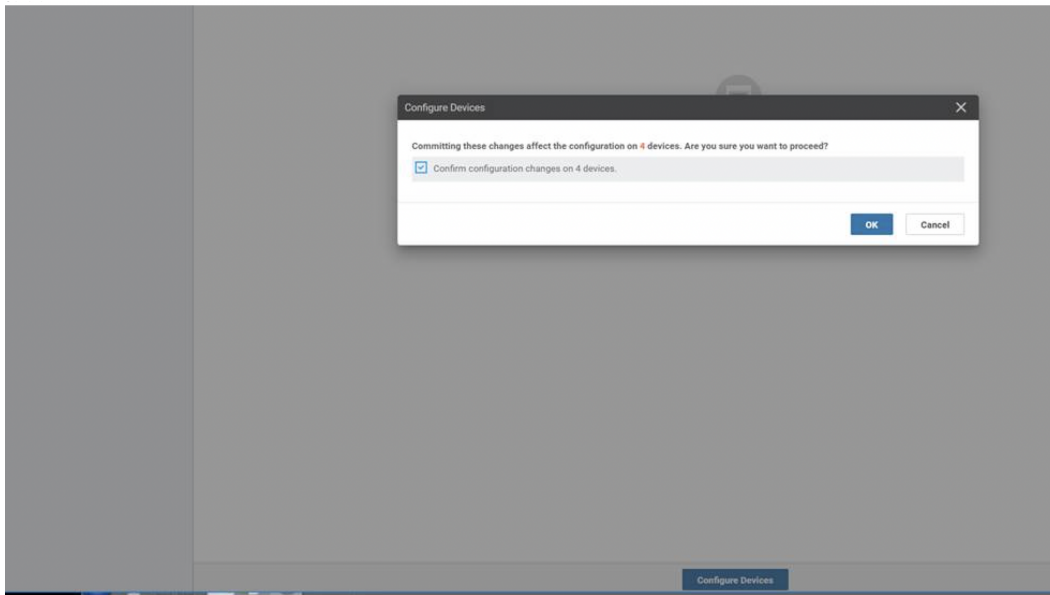 Configure Devices
Committing these changes affect the configuration on 4 devices. Are you sure you want to proceed?
Confirm configuration changes on 4 devices.
OK
Cancel
Configure Devices